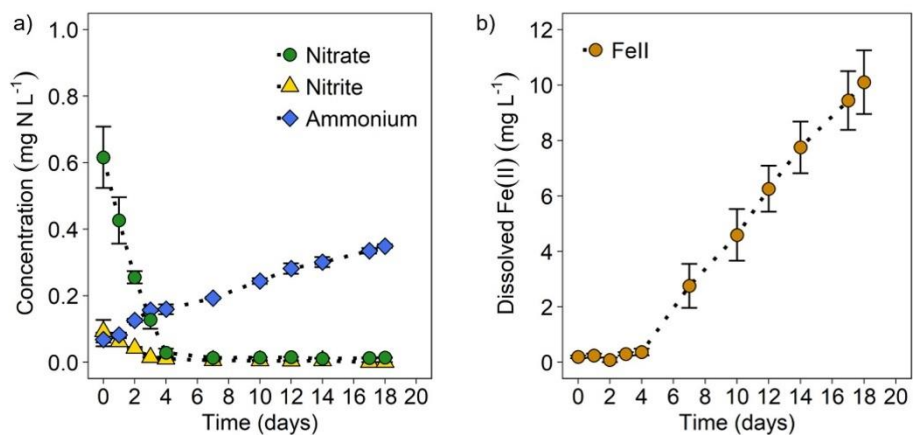 a)
Concentration (mg N L⁻¹)
1.0
0.8
0.6
0.4
0.2
0.0
Nitrate
Nitrite
Ammonium
0 2 4 6 8 10 12 14 16 18 20
Time (days)
b)
Dissolved Fe(II) (mg L⁻¹)
12
10
8
6
4
2
0
FeII
0 2 4 6 8 10 12 14 16 18 20
Time (days)